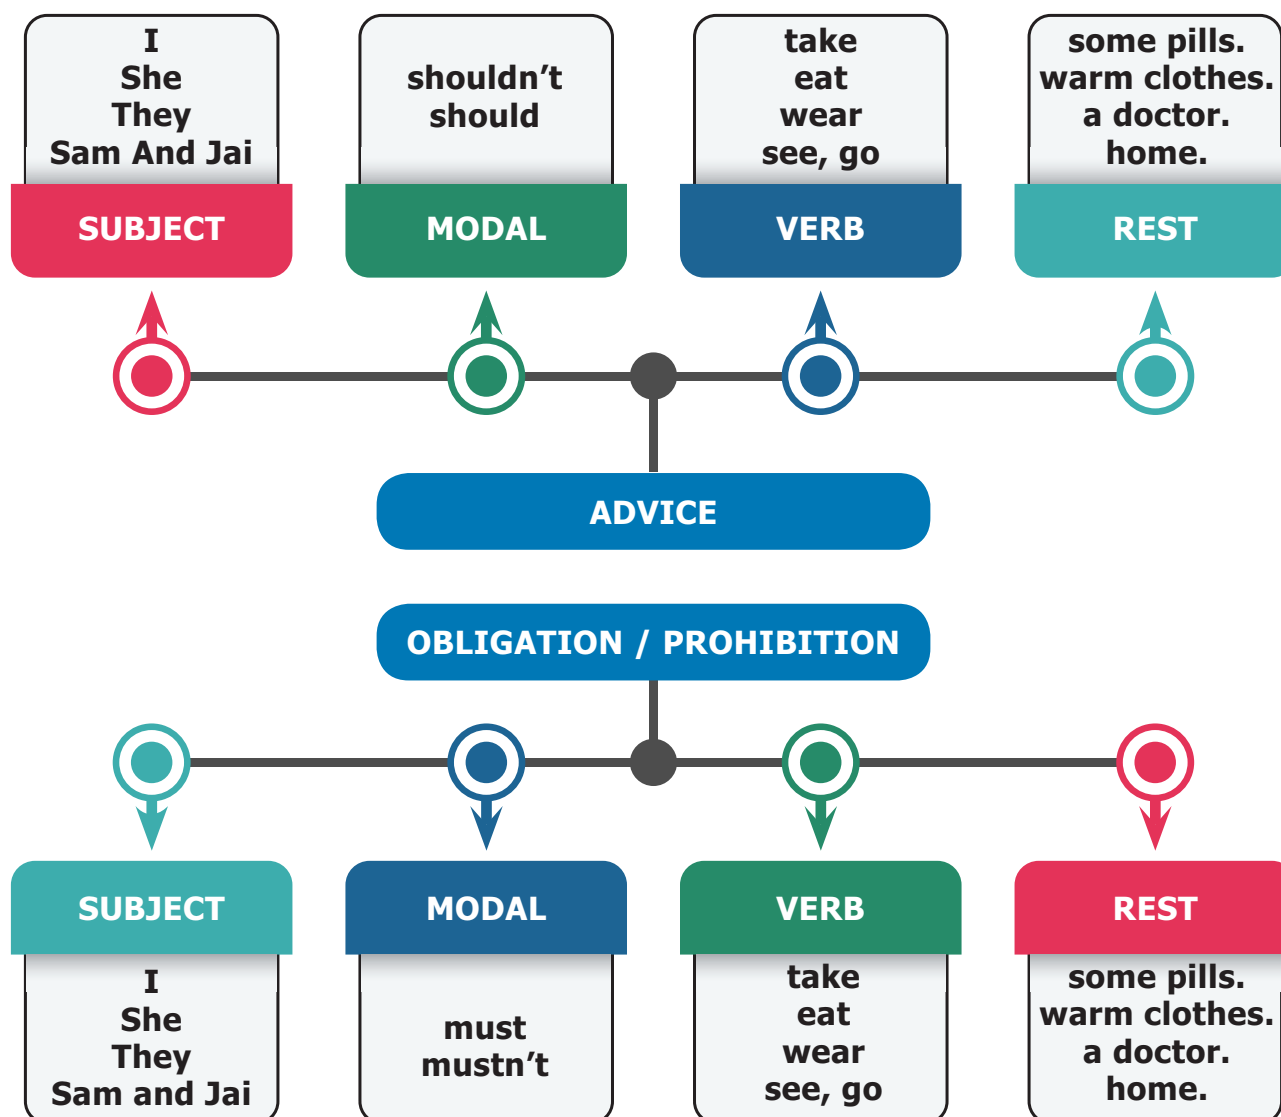 I
She
They
Sam And Jai
SUBJECT
shouldn't
should
MODAL
take
eat
wear
see, go
VERB
some pills.
warm clothes.
a doctor.
home.
REST
ADVICE
OBLIGATION / PROHIBITION
SUBJECT
I
She
They
Sam and Jai
MODAL
must
mustn't
VERB
take
eat
wear
see, go
REST
some pills.
warm clothes.
a doctor.
home.